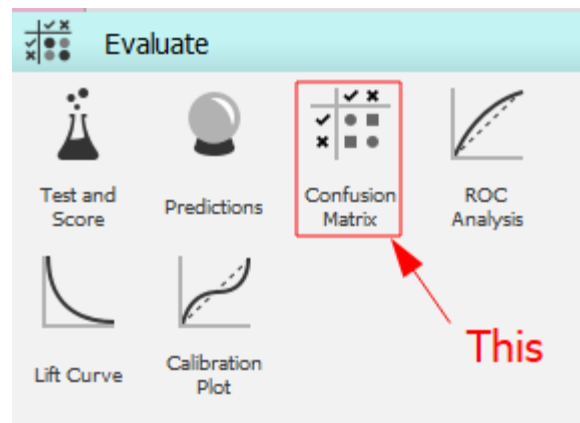 Evaluate
Test and
Score
Predictions
Confusion
Matrix
ROC
Analysis
Lift Curve
Calibration
Plot
This